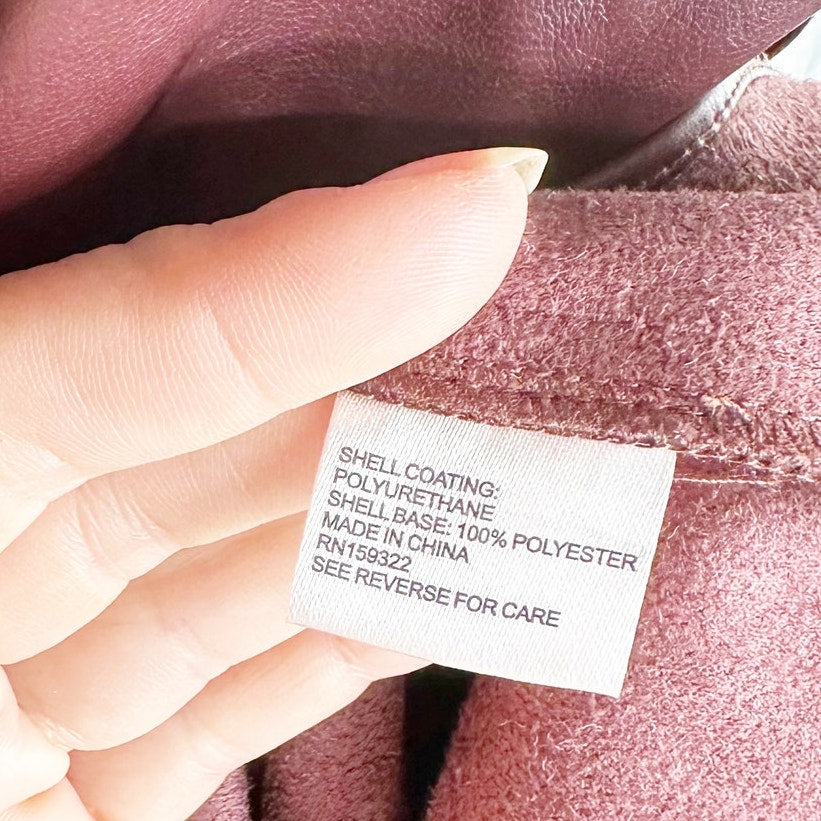 SHELL COATING:
POLYURETHANE
SHELL BASE: 100% POLYESTER
MADE IN CHINA
RN159322
SEE REVERSE FOR CARE